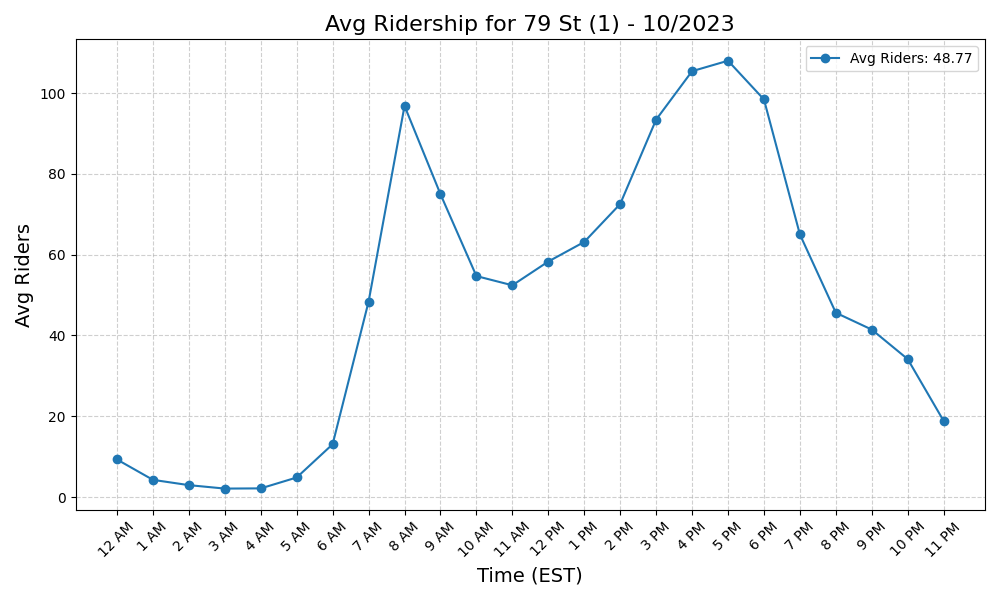 Avg Ridership for 79 St (1) - 10/2023
Avg Riders: 48.77
Avg Riders
100
80
60
40
20
0
12 AM
1 AM
2 AM
3 AM
4 AM
5 AM
6 AM
7 AM
8 AM
9 AM
10 AM
11 AM
12 PM
1 PM
2 PM
3 PM
4 PM
5 PM
6 PM
7 PM
8 PM
9 PM
10 PM
11 PM
Time (EST)